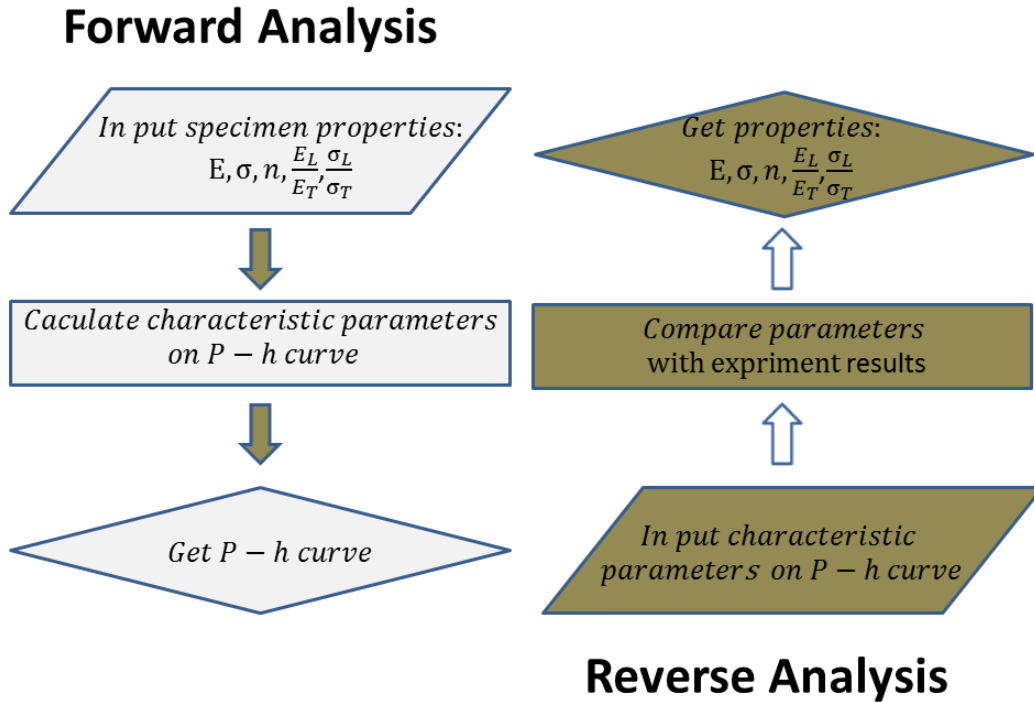 Forward Analysis
In put specimen properties:
E, σ, n, E_L/E_T, σ_L/σ_T
Caculate characteristic parameters
on P − h curve
Get P − h curve
Get properties:
E, σ, n, E_L/E_T, σ_L/σ_T
Compare parameters
with expriment results
In put characteristic
parameters on P − h curve
Reverse Analysis